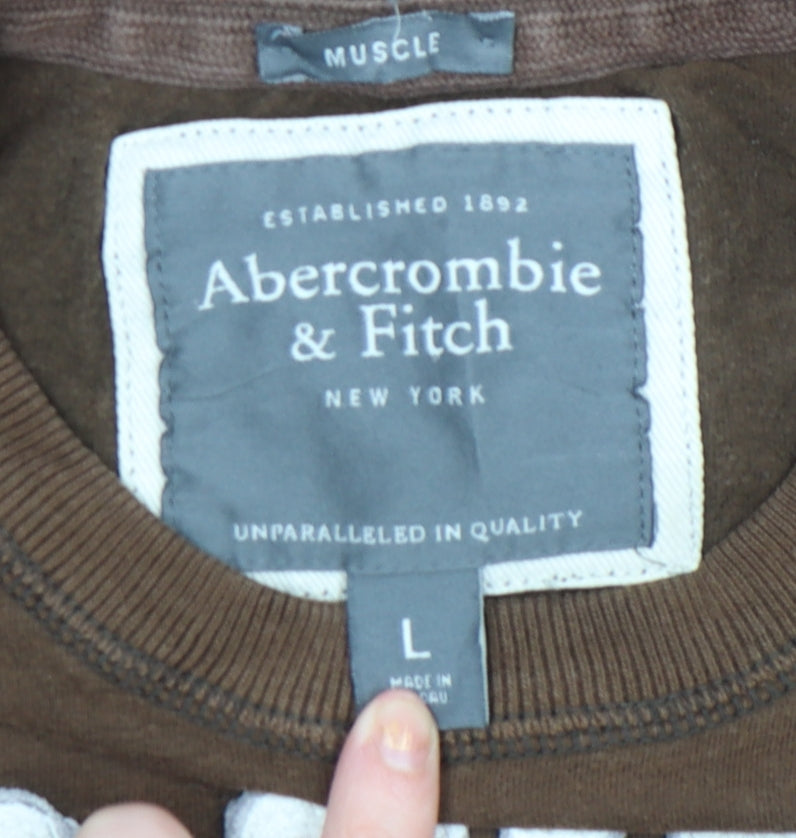 MUSCLE
ESTABLISHED 1892
Abercrombie
& Fitch
NEW YORK
UNPARALLELED IN QUALITY
L
MADE IN